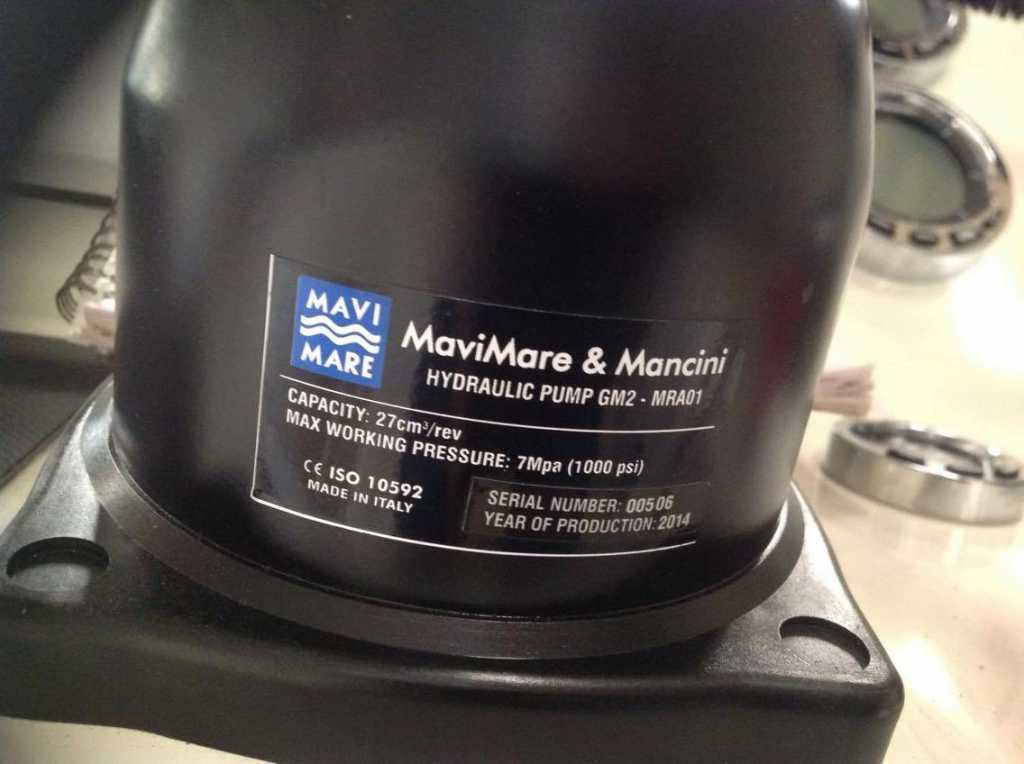 MAVI
MARE
MaviMare & Mancini
HYDRAULIC PUMP GM2 - MRA01
CAPACITY: 27cm³/rev
MAX WORKING PRESSURE: 7Mpa (1000 psi)
CE ISO 10592
MADE IN ITALY
SERIAL NUMBER: 00506
YEAR OF PRODUCTION: 2014